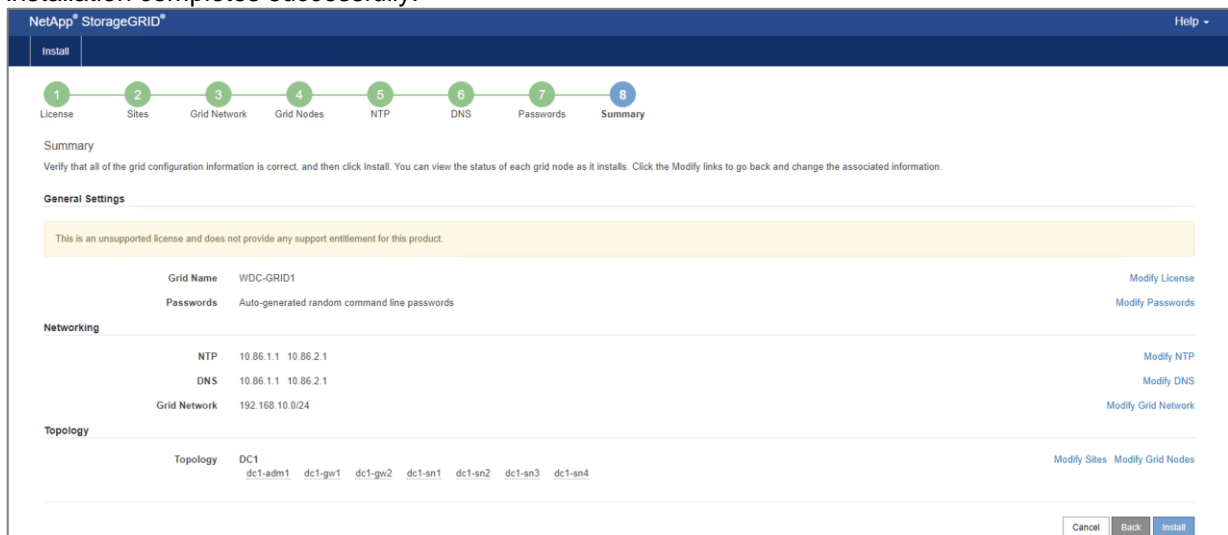 installation completes successfully.
NetApp® StorageGRID® Help
Install
1 2 3 4 5 6 7 8
License Sites Grid Network Grid Nodes NTP DNS Passwords Summary
Summary
Verify that all of the grid configuration information is correct, and then click Install. You can view the status of each grid node as it installs. Click the Modify links to go back and change the associated information.
General Settings
This is an unsupported license and does not provide any support entitlement for this product.
Grid Name WDC-GRID1 Modify License
Passwords Auto-generated random command line passwords Modify Passwords
Networking
NTP 10.86.1.1 10.86.2.1 Modify NTP
DNS 10.86.1.1 10.86.2.1 Modify DNS
Grid Network 192.168.10.0/24 Modify Grid Network
Topology
Topology DC1 Modify Sites Modify Grid Nodes
dc1-adm1 dc1-gw1 dc1-gw2 dc1-sn1 dc1-sn2 dc1-sn3 dc1-sn4
Cancel Back Install